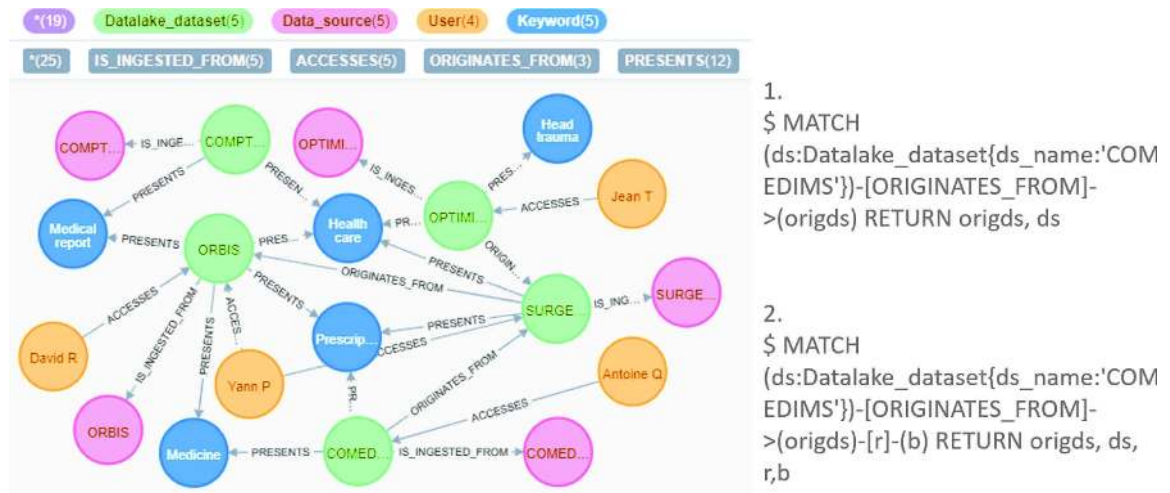 *(19) Datalake_dataset(5) Data_source(5) User(4) Keyword(5)
*(25) IS_INGESTED_FROM(5) ACCESSES(5) ORIGINATES_FROM(3) PRESENTS(12)
COMPT...
IS_INGE...
COMPT...
OPTIMI...
Head
trauma
PRESENTS
PRESEN...
IS_INGES...
PRES...
Medical
report
PRESENTS
ORBIS
PRES...
Health
care
PR...
OPTIMI...
ACCESSES
Jean T
ORIGIN...
PRESENTS
ORIGINATES_FROM
ACCESSES
IS_INGESTED_FROM
PRESENTS
ACCES...
PRESENTS
SURGE...
IS_ING...
SURGE...
PRESENTS
Prescrip...
CCESSES
David R
Yann P
Antoine Q
PR...
ORIGINATES_FROM
ACCESSES
ORBIS
Medicine
PRESENTS
COMED...
IS_INGESTED_FROM
COMED...
1.
$ MATCH
(ds:Datalake_dataset{ds_name:'COM
EDIMS'})-[ORIGINATES_FROM]-
>(origds) RETURN origds, ds
2.
$ MATCH
(ds:Datalake_dataset{ds_name:'COM
EDIMS'})-[ORIGINATES_FROM]-
>(origds)-[r]-(b) RETURN origds, ds,
r,b